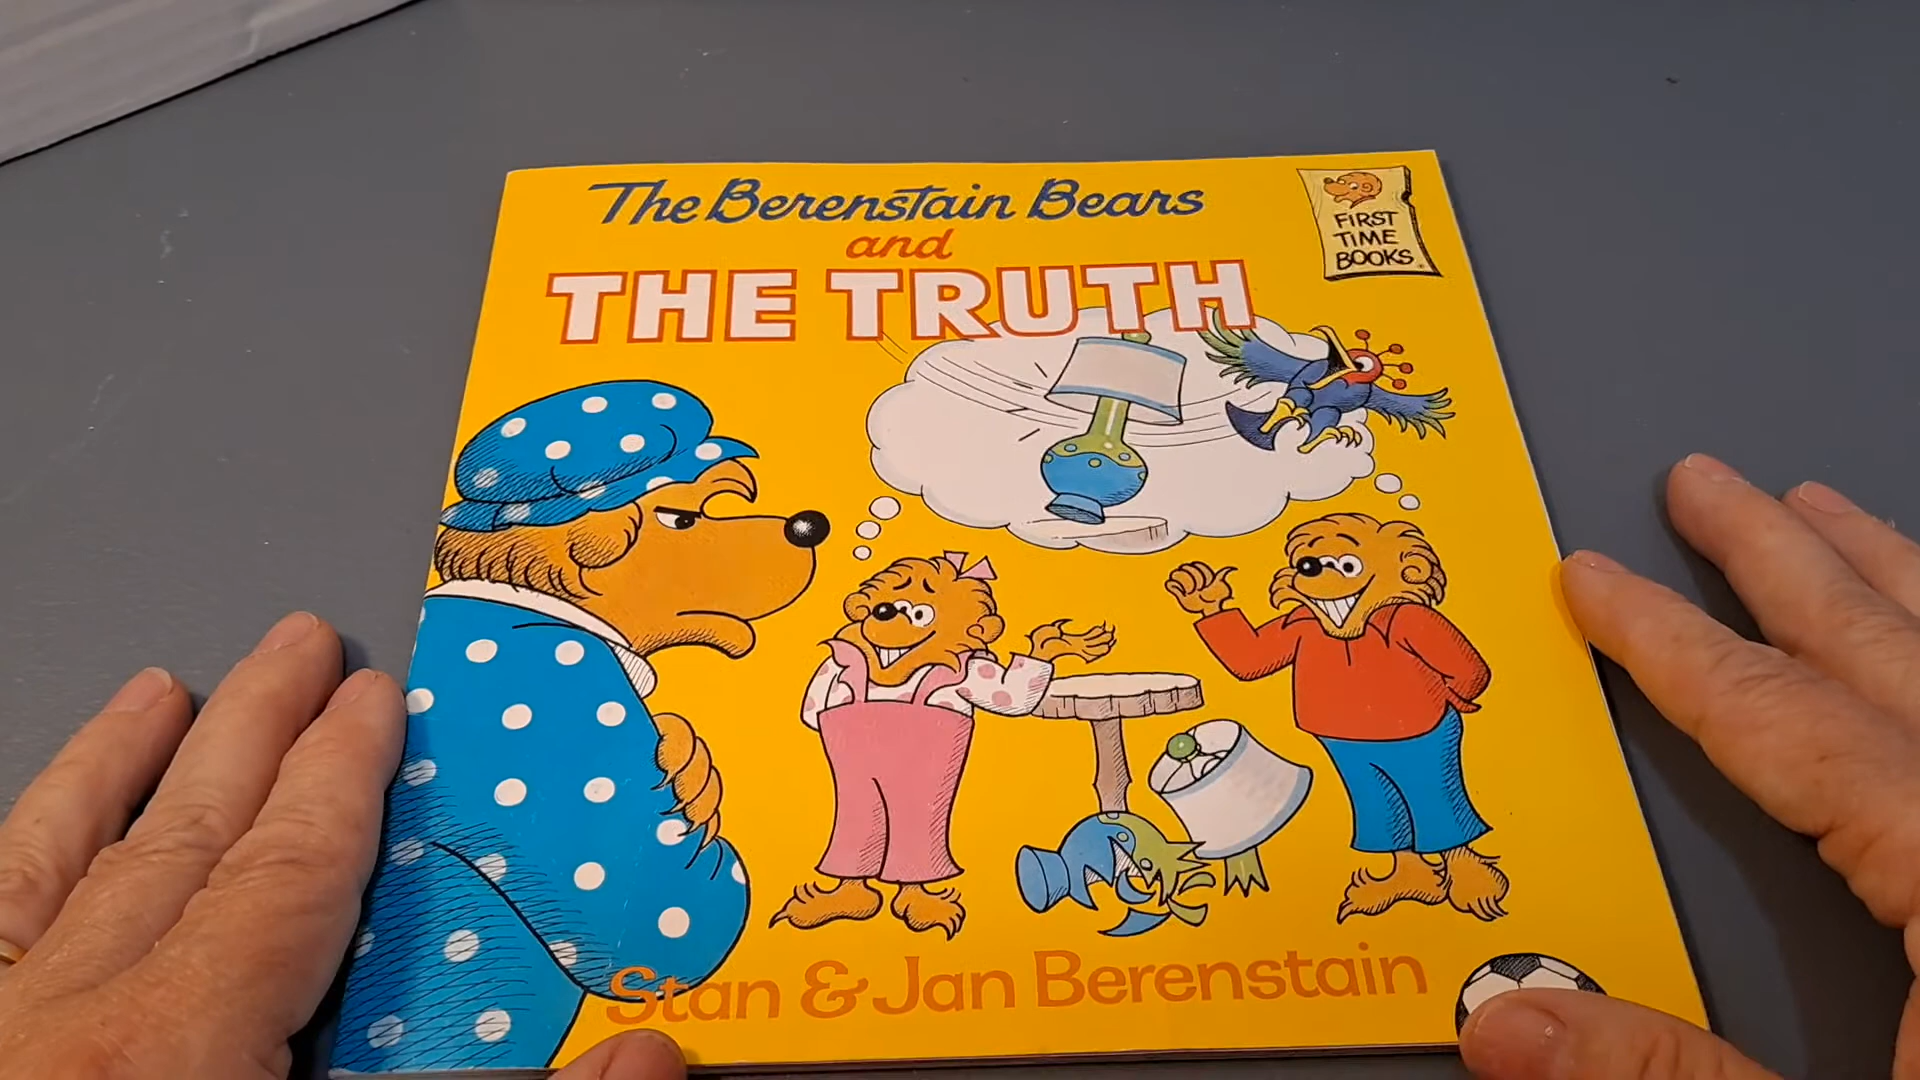 The Berenstain Bears
and
THE TRUTH
FIRST
TIME
BOOKS
Stan & Jan Berenstain